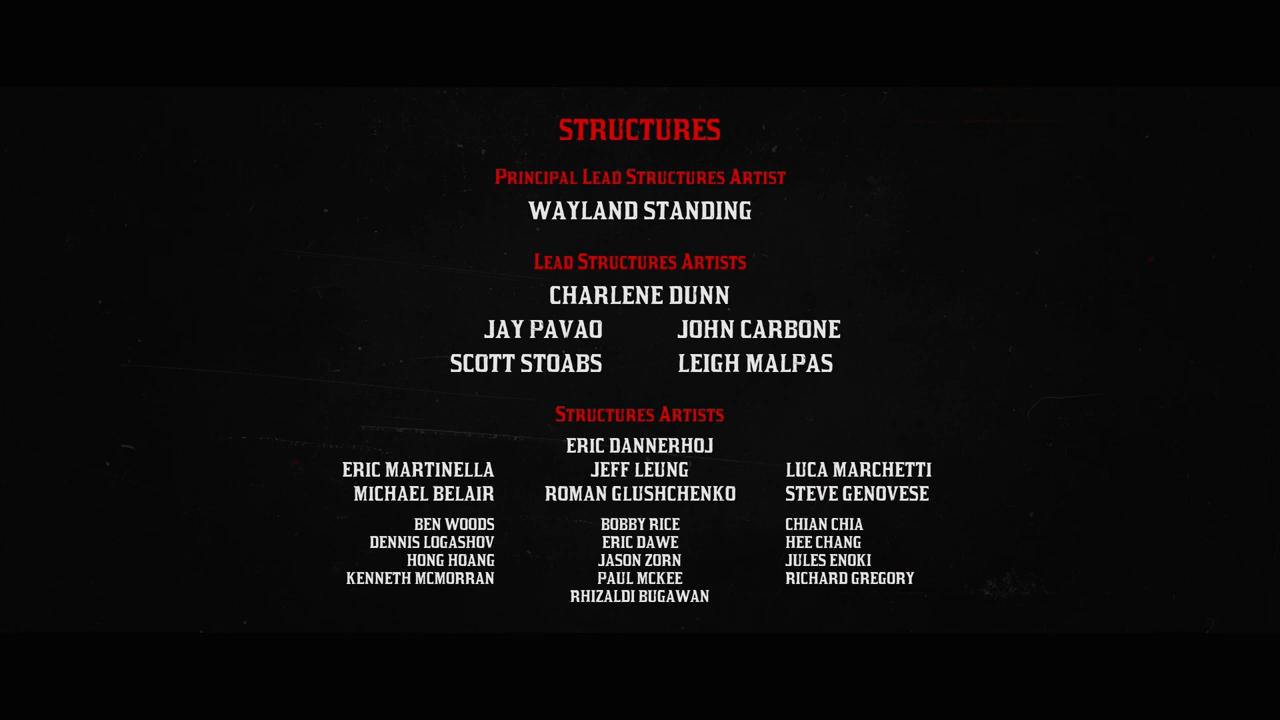 STRUCTURES
PRINCIPAL LEAD STRUCTURES ARTIST
WAYLAND STANDING
LEAD STRUCTURES ARTISTS
CHARLENE DUNN
JAY PAVAO JOHN CARBONE
SCOTT STOABS LEIGH MALPAS
STRUCTURES ARTISTS
ERIC DANNERHOJ
ERIC MARTINELLA JEFF LEUNG LUCA MARCHETTI
MICHAEL BELAIR ROMAN GLUSHCHENKO STEVE GENOVESE
BEN WOODS BOBBY RICE CHIAN CHIA
DENNIS LOGASHOV ERIC DAWE HEE CHANG
HONG HOANG JASON ZORN JULES ENOKI
KENNETH MCMORRAN PAUL MCKEE RICHARD GREGORY
RHIZALDI BUGAWAN